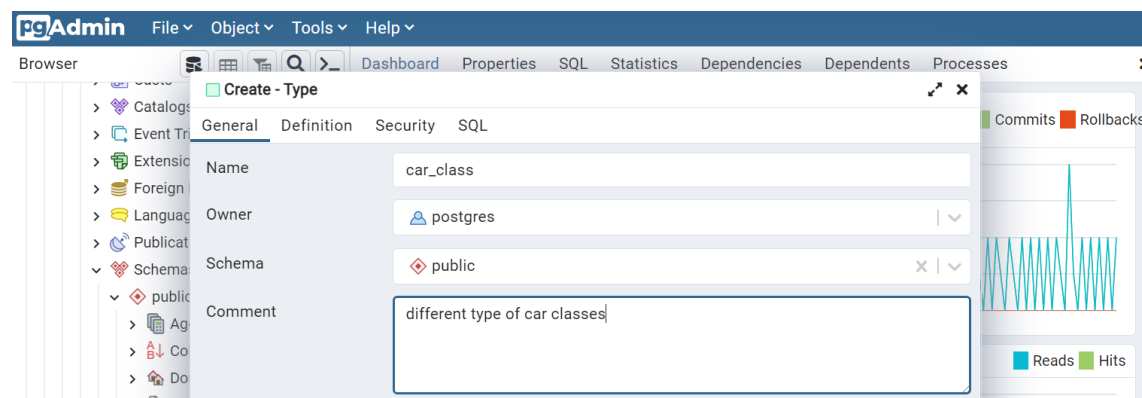 pgAdmin File Object Tools Help
Browser Dashboard Properties SQL Statistics Dependencies Dependents Processes
Create - Type
Catalogs Commits Rollbacks
General Definition Security SQL
Event Tri
Extensio
Name car_class
Foreign
Languag
Owner postgres
Publicat
Schema
Schema public
public
Comment different type of car classes
Ag
Co
Reads Hits
Do